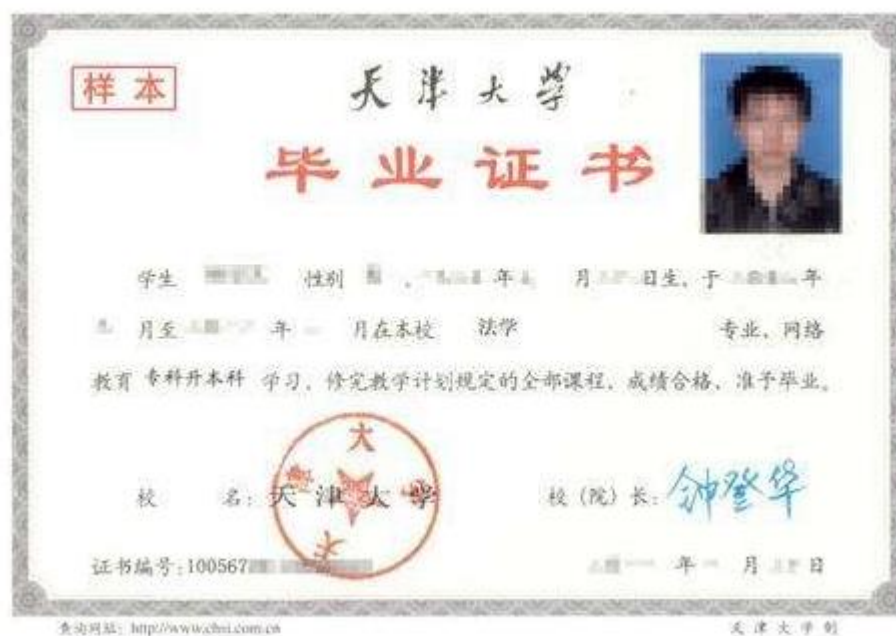 样本
天津大学
毕业证书
学生 性别 , 年 月 日生、于 年
月至 年 月在本校 法学 专业、网络
教育 专科升本科 学习、修完教学计划规定的全部课程、成绩合格、准予毕业。
天津大学
校 名: 天津大学 校(院)长: 钟登华
证书编号:100567 年 月 日
查询网站: http://www.chsi.com.cn 天津大学制